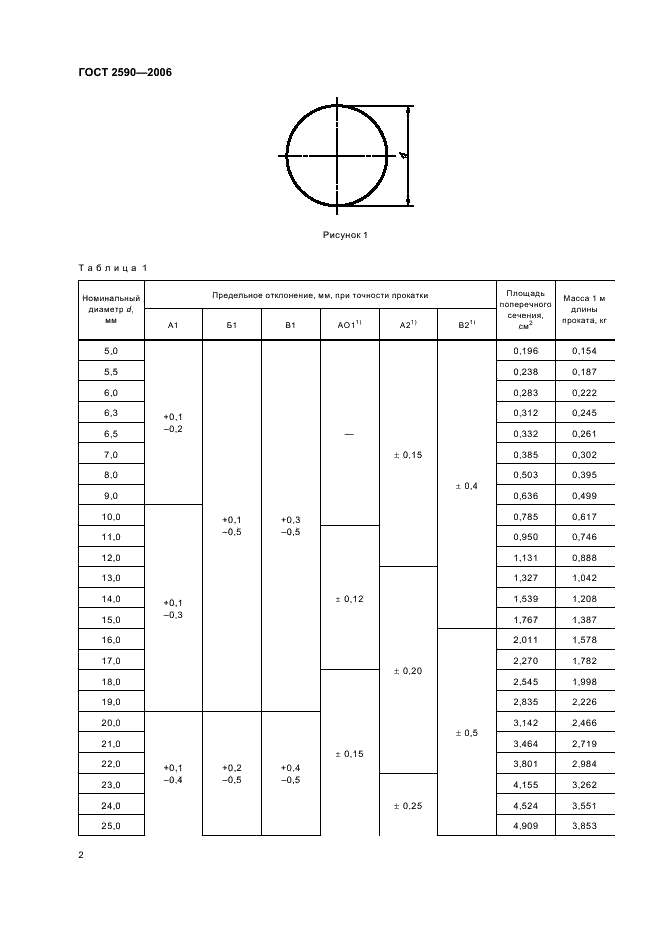 ГОСТ 2590—2006
d
Рисунок 1
Таблица 1
Номинальный диаметр d, мм
Предельное отклонение, мм, при точности прокатки
Площадь поперечного сечения, см2
Масса 1 м длины проката, кг
А1 Б1 В1 АО11) А21) В21)
5,0 0,196 0,154
5,5 0,238 0,187
6,0 0,283 0,222
6,3 0,312 0,245
+0,1
–0,2
6,5 — 0,332 0,261
7,0 ± 0,15 0,385 0,302
8,0 0,503 0,395
± 0,4
9,0 0,636 0,499
10,0 +0,1 +0,3 0,785 0,617
–0,5 –0,5
11,0 0,950 0,746
12,0 1,131 0,888
13,0 1,327 1,042
14,0 +0,1 ± 0,12 1,539 1,208
–0,3
15,0 1,767 1,387
16,0 2,011 1,578
17,0 2,270 1,782
± 0,20
18,0 2,545 1,998
19,0 2,835 2,226
20,0 3,142 2,466
± 0,5
21,0 3,464 2,719
± 0,15
22,0 +0,1 +0,2 +0,4 3,801 2,984
–0,4 –0,5 –0,5
23,0 4,155 3,262
24,0 ± 0,25 4,524 3,551
25,0 4,909 3,853
2